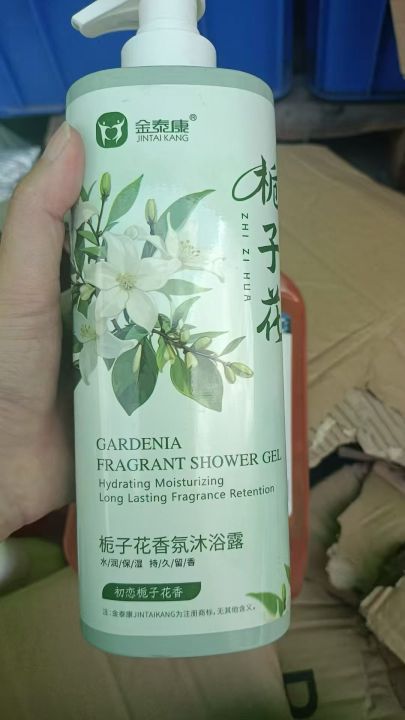 金泰康®
JINTAIKANG
栀子花
ZHI ZI HUA
GARDENIA
FRAGRANT SHOWER GEL
Hydrating Moisturizing
Long Lasting Fragrance Retention
栀子花香氛沐浴露
水/润/保/湿 持/久/留/香
初恋栀子花香
注:金泰康JINTAIKANG为注册商标,无其他含义。